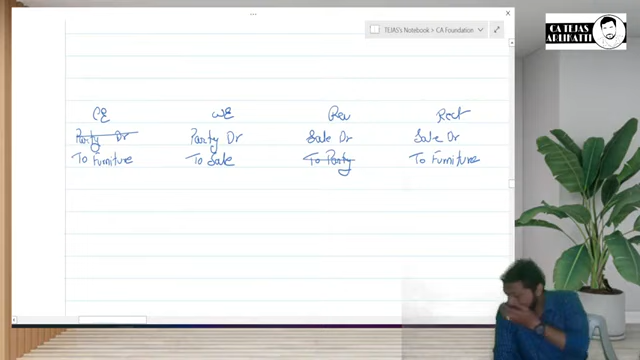 CA TEJAS
ARLIKATTI
TEJAS's Notebook > CA Foundation
CE WE Rev Rect
Party Dr Party Dr Sale Dr Sale Dr
To Furniture To Sale To Party To Furniture